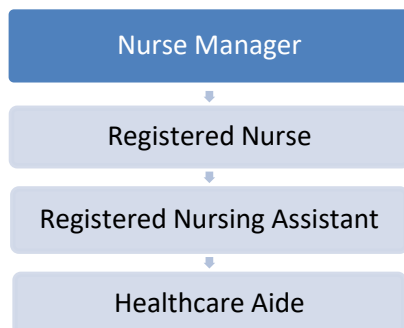 Nurse Manager
Registered Nurse
Registered Nursing Assistant
Healthcare Aide